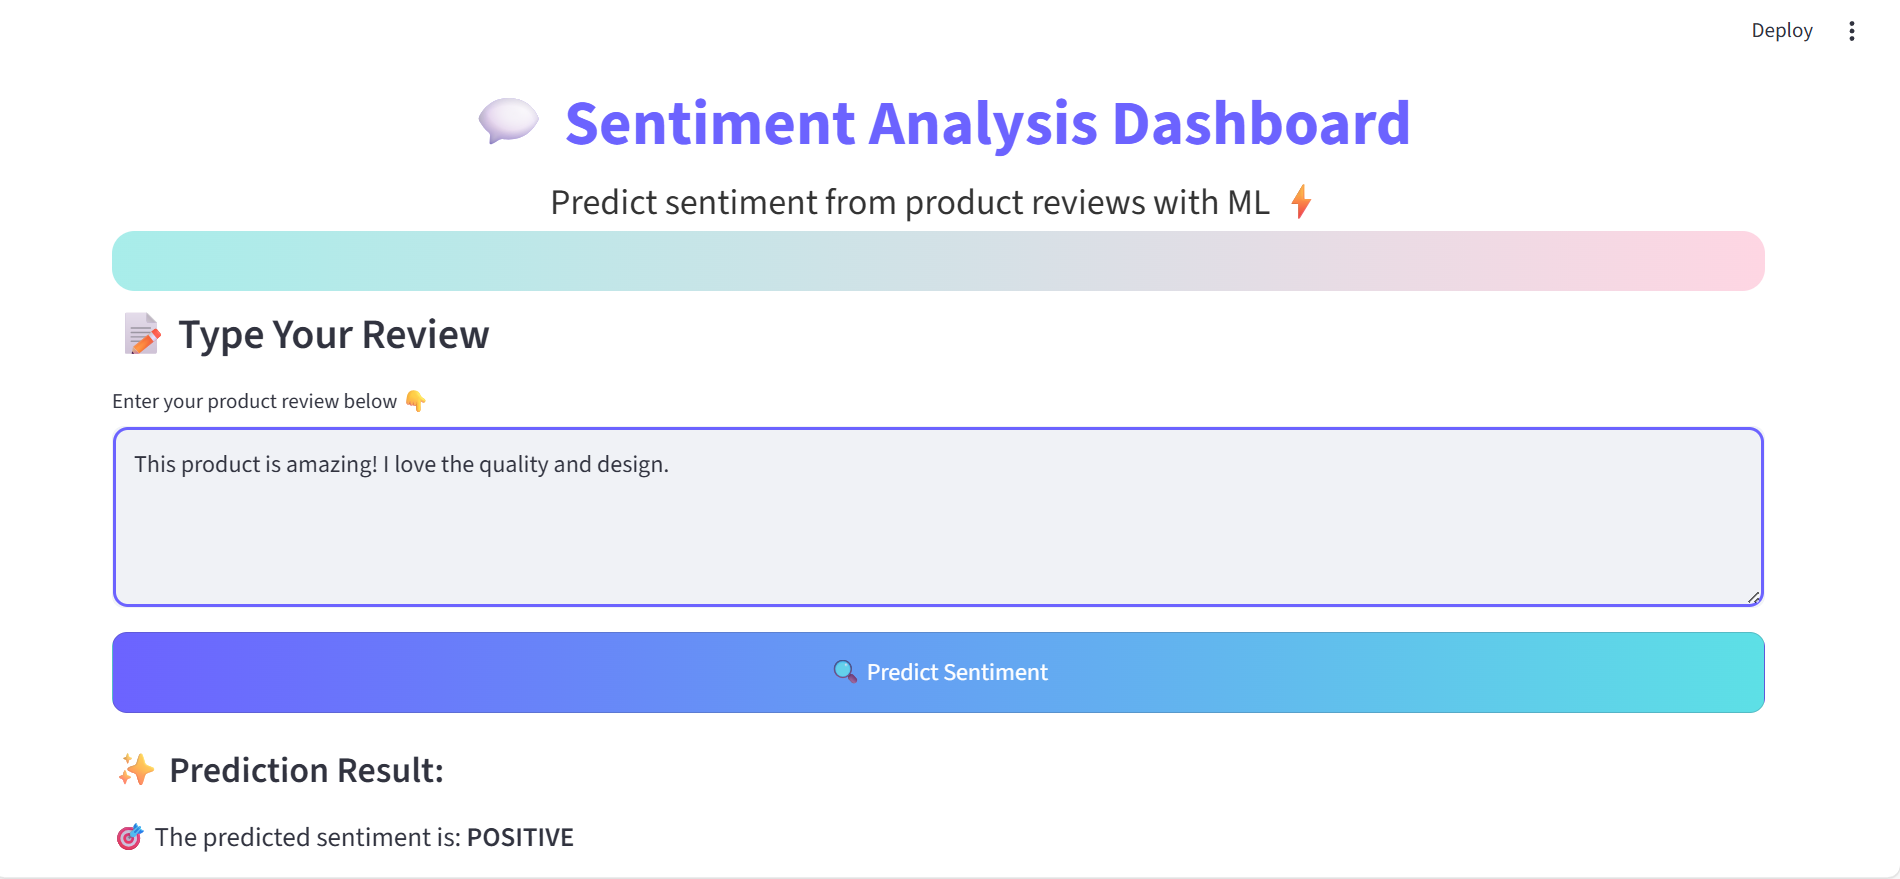 Deploy
💬 Sentiment Analysis Dashboard
Predict sentiment from product reviews with ML ⚡
📝 Type Your Review
Enter your product review below 👇
This product is amazing! I love the quality and design.
🔍 Predict Sentiment
✨ Prediction Result:
🎯 The predicted sentiment is: POSITIVE